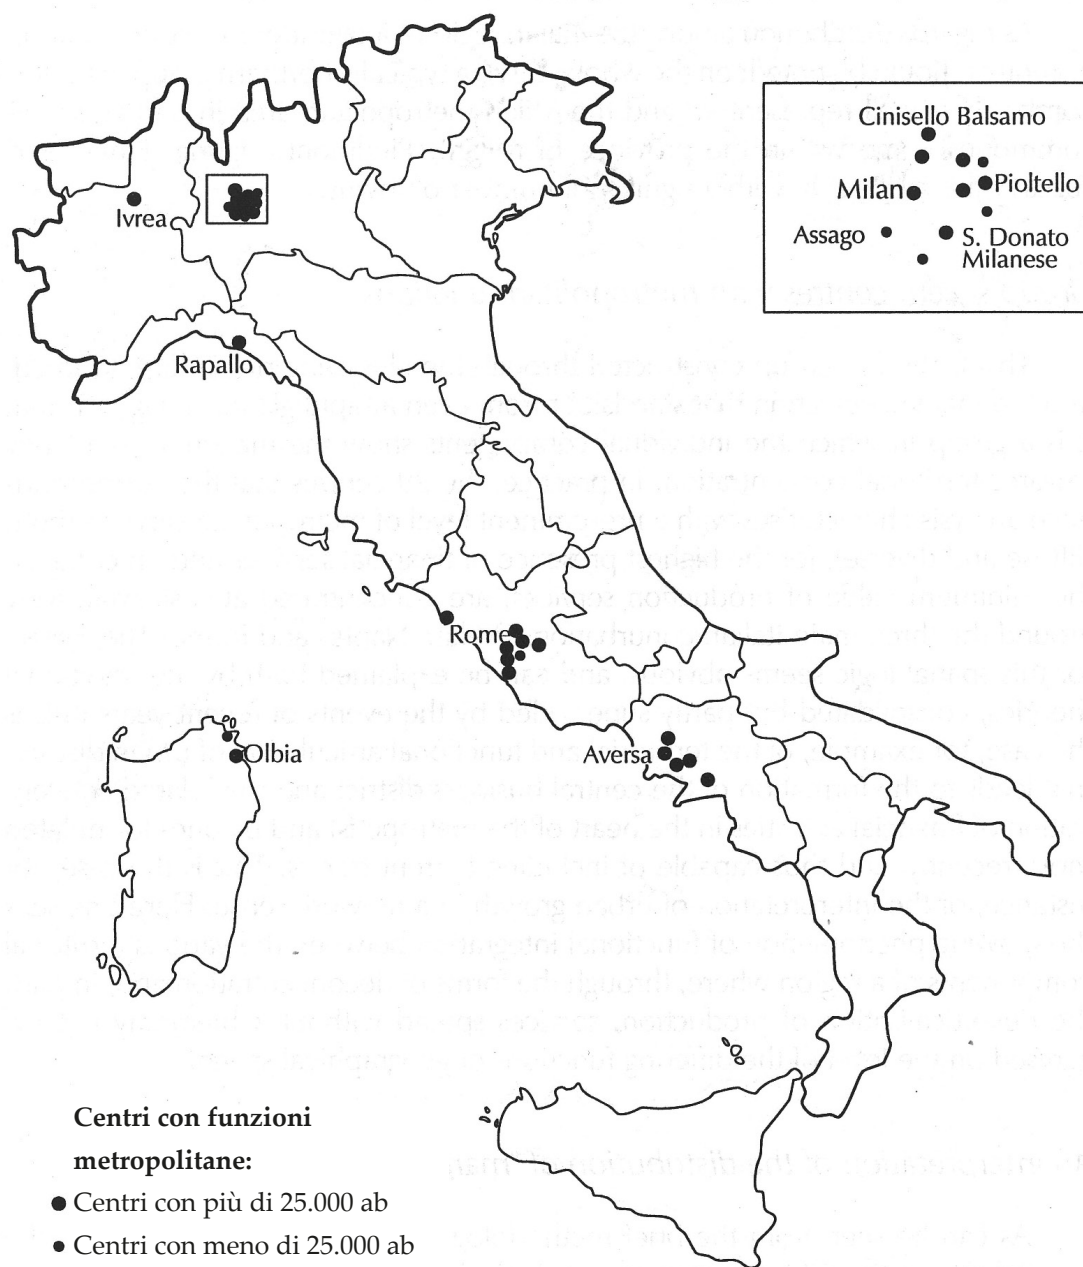 Cinisello Balsamo
Milan
Pioltello
Assago
S. Donato
Milanese
Ivrea
Rapallo
Rome
Aversa
Olbia
Centri con funzioni
metropolitane:
Centri con più di 25.000 ab
Centri con meno di 25.000 ab